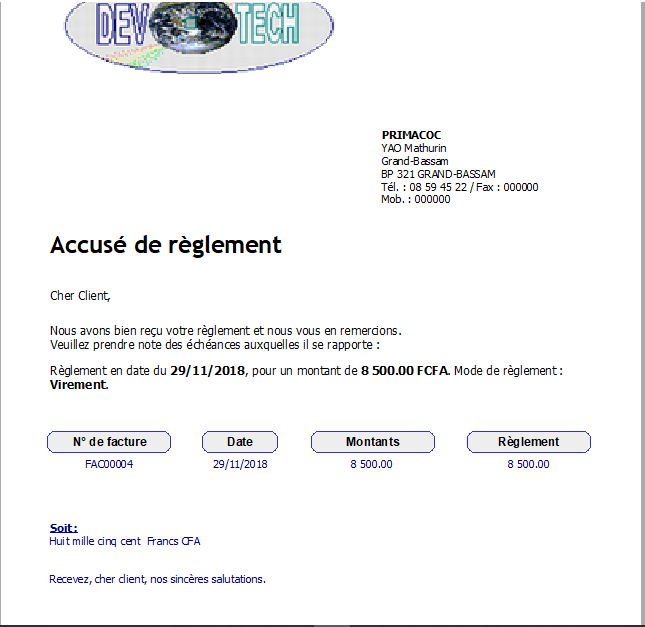 DEV TECH
PRIMACOC
YAO Mathurin
Grand-Bassam
BP 321 GRAND-BASSAM
Tél. : 08 59 45 22 / Fax : 000000
Mob. : 000000
Accusé de règlement
Cher Client,
Nous avons bien reçu votre règlement et nous vous en remercions.
Veuillez prendre note des échéances auxquelles il se rapporte :
Règlement en date du 29/11/2018, pour un montant de 8 500.00 FCFA. Mode de règlement :
Virement.
N° de facture Date Montants Règlement
FAC00004 29/11/2018 8 500.00 8 500.00
Soit :
Huit mille cinq cent Francs CFA
Recevez, cher client, nos sincères salutations.